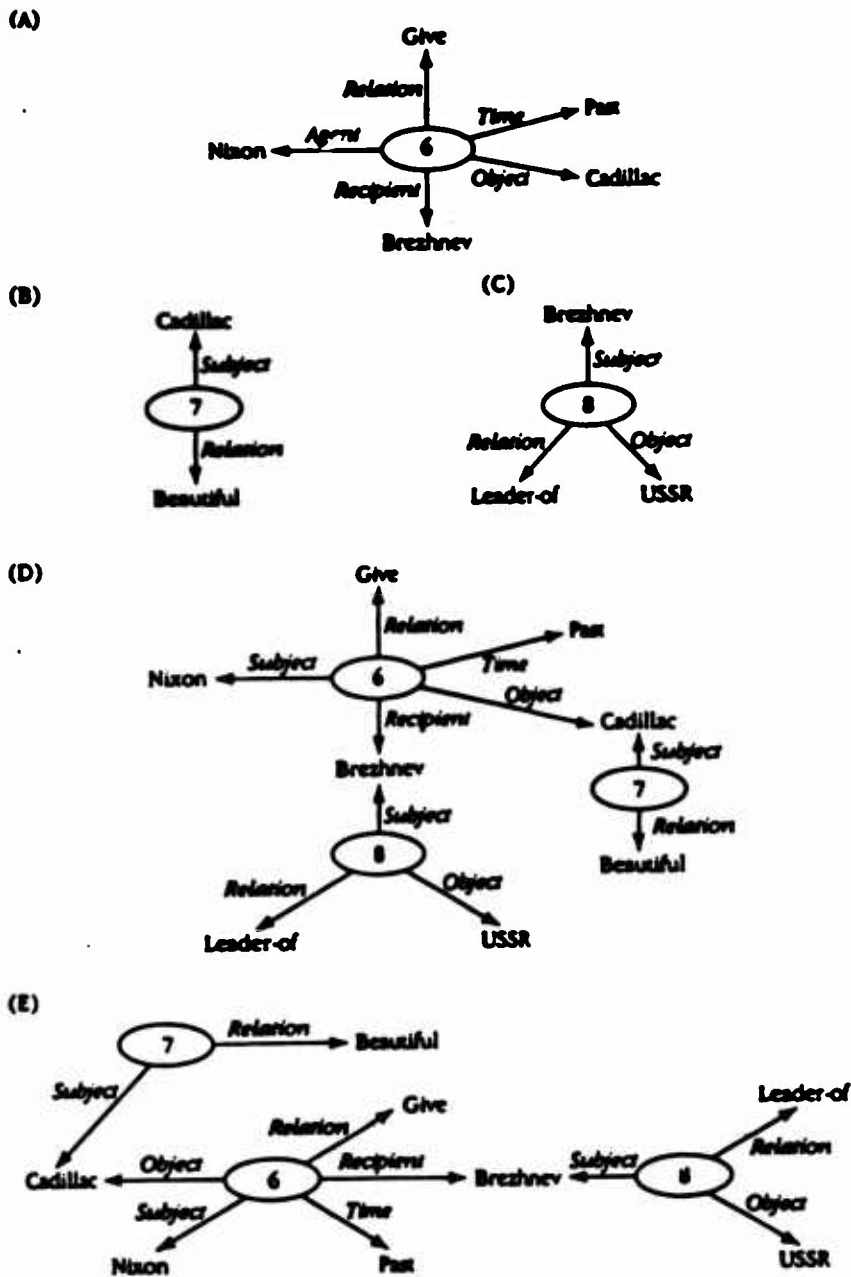 (A)
Give
Relation
Time
Past
Nixon
Agent
6
Object
Cadillac
Recipient
Brezhnev
(B)
Cadillac
Subject
7
Relation
Beautiful
(C)
Brezhnev
Subject
8
Relation
Object
Leader-of
USSR
(D)
Give
Relation
Past
Nixon
Subject
6
Time
Object
Recipient
Cadillac
Brezhnev
Subject
7
Subject
8
Relation
Beautiful
Relation
Object
Leader-of
USSR
(E)
7
Relation
Beautiful
Subject
Give
Leader-of
Relation
Relation
Cadillac
Object
6
Recipient
Brezhnev
Subject
8
Subject
Time
Object
Nixon
Past
USSR